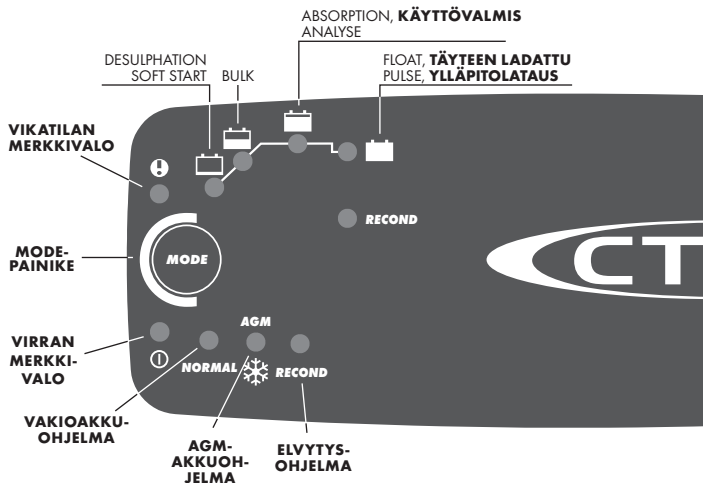 ABSORPTION, KÄYTTÖVALMIS
ANALYSE
DESULPHATION
SOFT START
BULK
FLOAT, TÄYTEEN LADATTU
PULSE, YLLÄPITOLATAUS
VIKATILAN
MERKKIVALO
RECOND
MODE-
PAINIKE
MODE
CT
VIRRAN
MERKKI-
VALO
AGM
NORMAL
RECOND
VAKIOAKKU-
OHJELMA
AGM-
AKKUOH-
JELMA
ELVYTYS-
OHJELMA